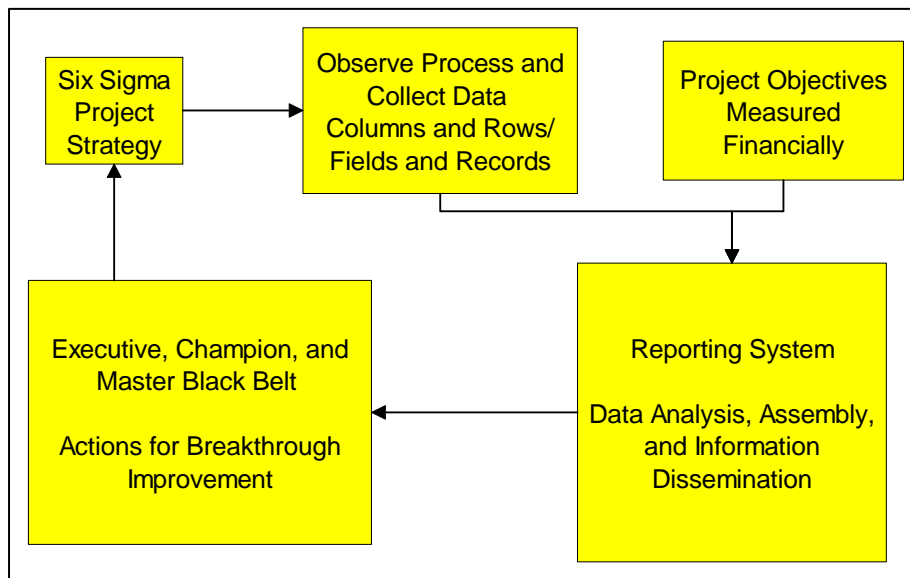 Six Sigma
Project
Strategy
Observe Process and
Collect Data
Columns and Rows/
Fields and Records
Project Objectives
Measured
Financially
Executive, Champion, and
Master Black Belt
Actions for Breakthrough
Improvement
Reporting System
Data Analysis, Assembly,
and Information
Dissemination